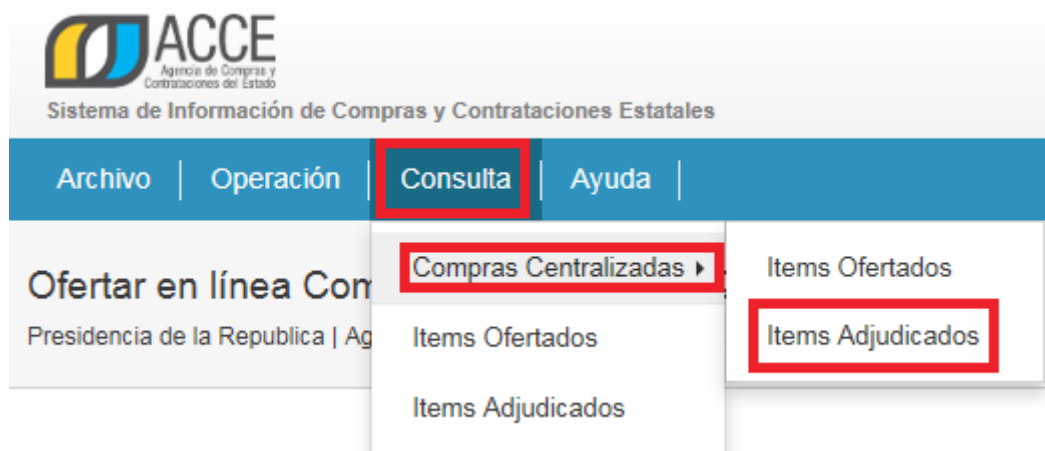 ACCE
Agencia de Compras y
Contrataciones del Estado
Sistema de Información de Compras y Contrataciones Estatales
Archivo Operación Consulta Ayuda
Ofertar en línea Com
Presidencia de la Republica | Ag
Compras Centralizadas
Items Ofertados
Items Adjudicados
Items Ofertados
Items Adjudicados